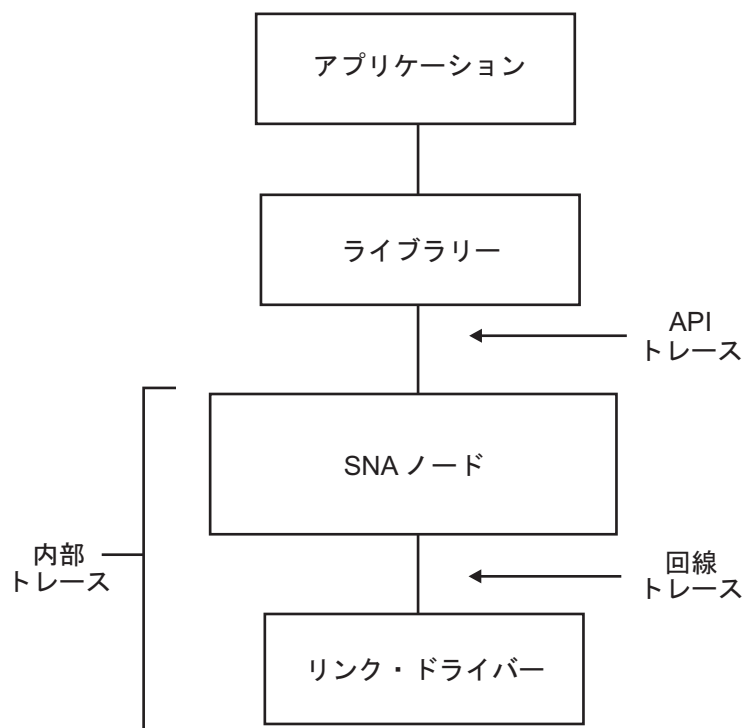 アプリケーション
ライブラリー
API
トレース
SNA ノード
内部
トレース
回線
トレース
リンク・ドライバー